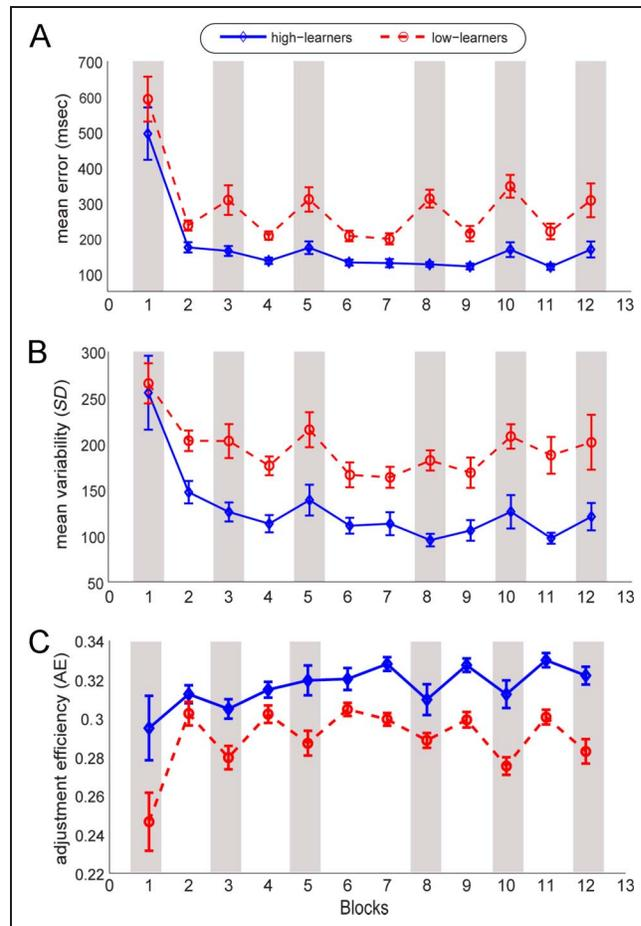 A
high-learners low-learners
mean error (msec)
700
600
500
400
300
200
100
0 1 2 3 4 5 6 7 8 9 10 11 12 13
B
mean variability (SD)
300
250
200
150
100
50
0 1 2 3 4 5 6 7 8 9 10 11 12 13
C
adjustment efficiency (AE)
0.34
0.32
0.3
0.28
0.26
0.24
0.22
0 1 2 3 4 5 6 7 8 9 10 11 12 13
Blocks